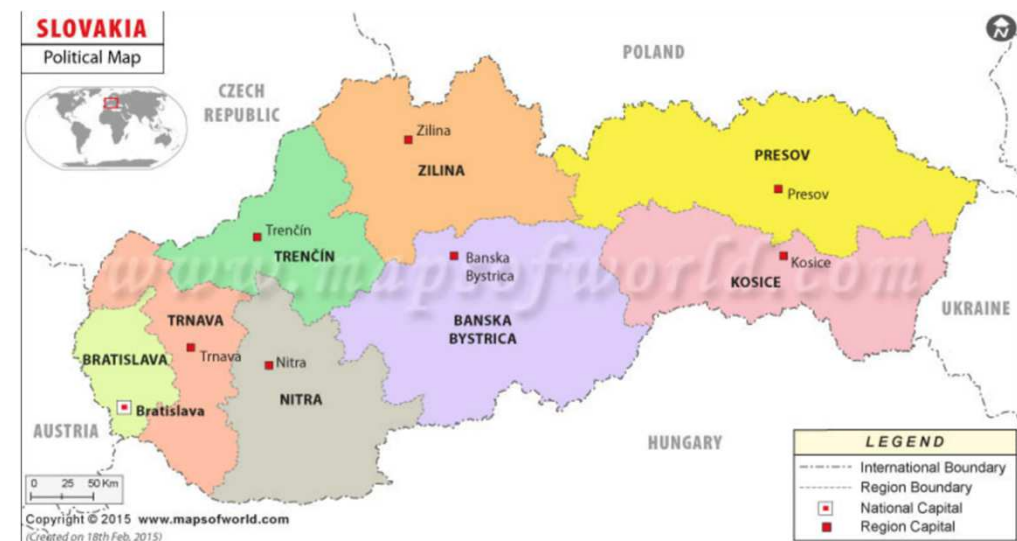 SLOVAKIA
Political Map
N
POLAND
CZECH
REPUBLIC
Zilina
ZILINA
PRESOV
Presov
Trenčín
TRENČÍN
Banska
Bystrica
Kosice
KOSICE
www.mapsofworld.com
UKRAINE
TRNAVA
BANSKA
BYSTRICA
BRATISLAVA
Trnava
Nitra
NITRA
Bratislava
AUSTRIA
HUNGARY
LEGEND
International Boundary
Region Boundary
National Capital
Region Capital
0 25 50 Km
Copyright © 2015 www.mapsofworld.com
(Created on 18th Feb. 2015)